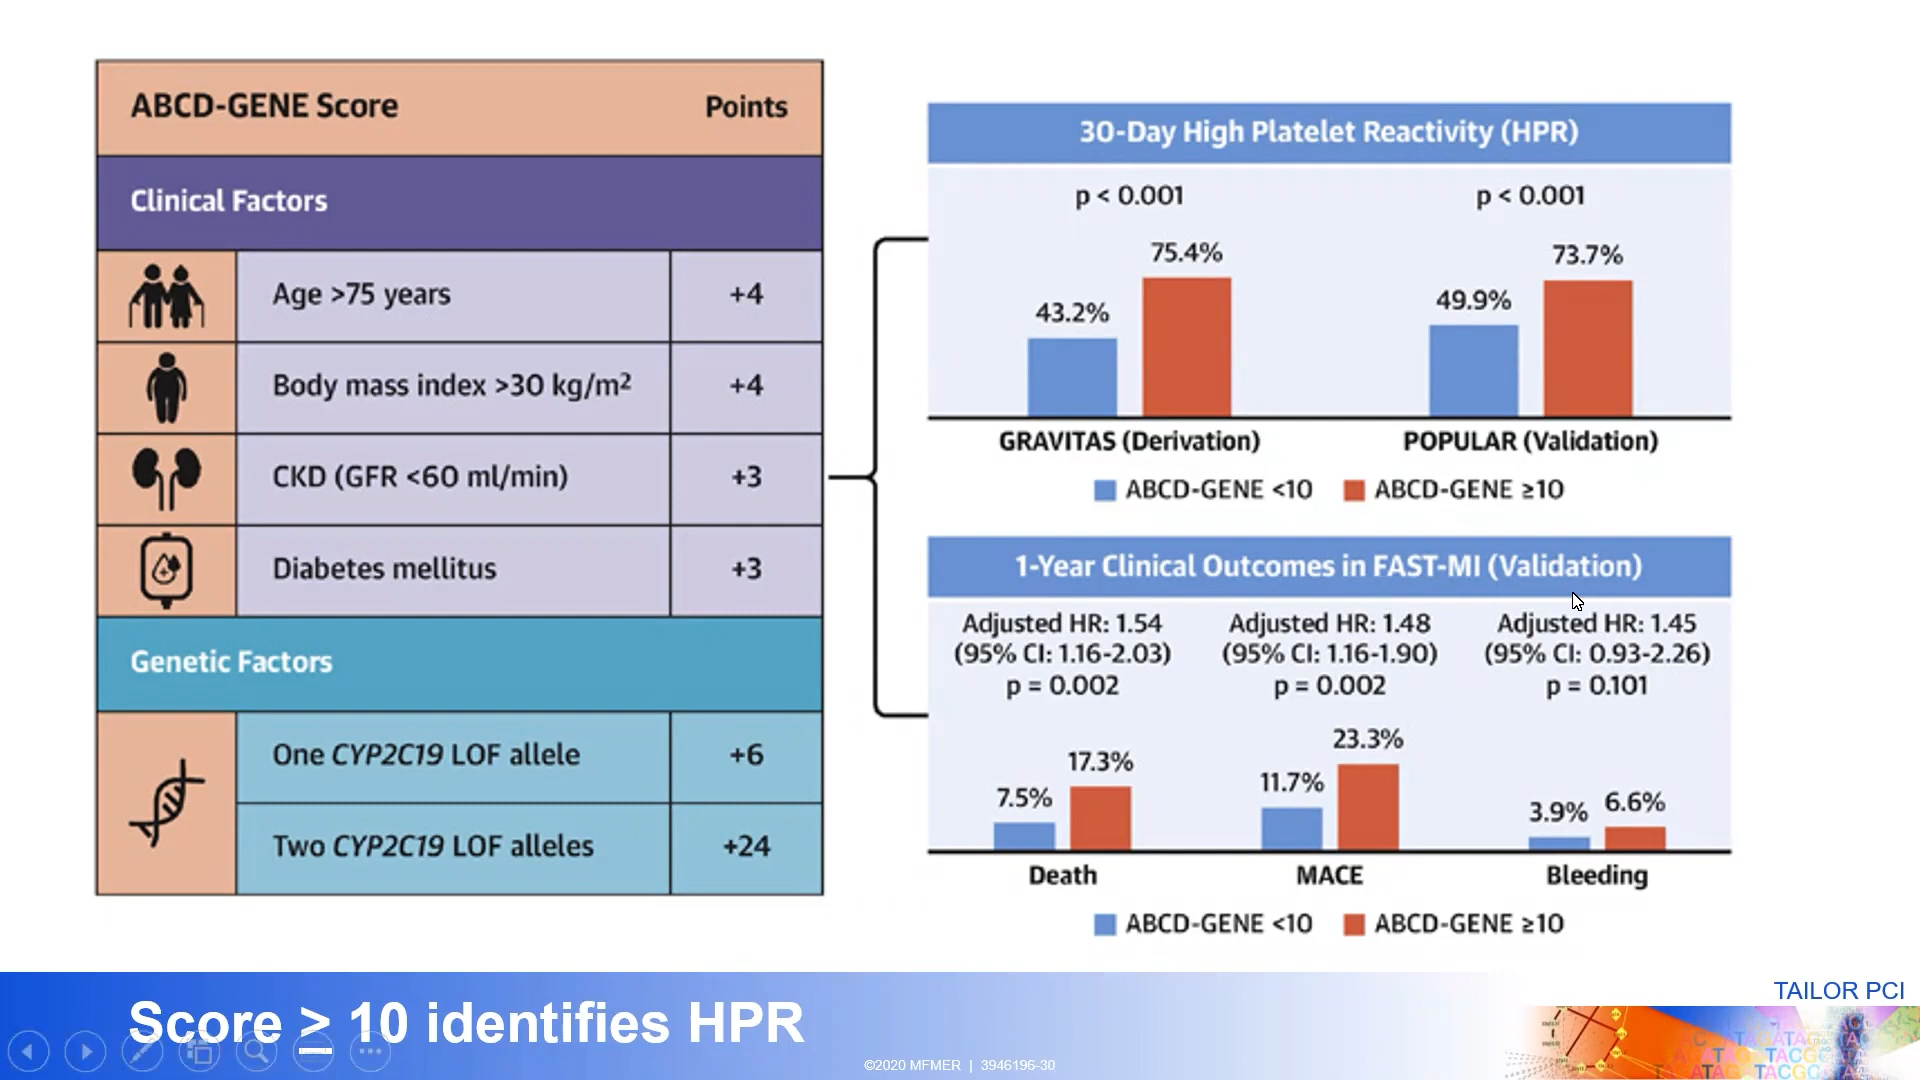 ABCD-GENE Score Points
Clinical Factors
Age >75 years +4
Body mass index >30 kg/m² +4
CKD (GFR <60 ml/min) +3
Diabetes mellitus +3
Genetic Factors
One CYP2C19 LOF allele +6
Two CYP2C19 LOF alleles +24
30-Day High Platelet Reactivity (HPR)
p < 0.001 p < 0.001
43.2% 75.4% 49.9% 73.7%
GRAVITAS (Derivation) POPULAR (Validation)
ABCD-GENE <10 ABCD-GENE ≥10
1-Year Clinical Outcomes in FAST-MI (Validation)
Adjusted HR: 1.54 Adjusted HR: 1.48 Adjusted HR: 1.45
(95% CI: 1.16-2.03) (95% CI: 1.16-1.90) (95% CI: 0.93-2.26)
p = 0.002 p = 0.002 p = 0.101
7.5% 17.3% 11.7% 23.3% 3.9% 6.6%
Death MACE Bleeding
ABCD-GENE <10 ABCD-GENE ≥10
Score ≥ 10 identifies HPR
TAILOR PCI
©2020 MFMER | 3946196-30